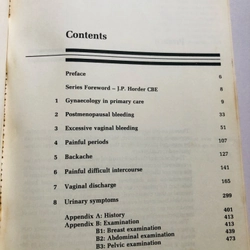 Contents
Preface 6
Series Foreword – J.P. Horder CBE 8
1 Gynaecology in primary care 9
2 Postmenopausal bleeding 33
3 Excessive vaginal bleeding 51
4 Painful periods 107
5 Backache 127
6 Painful difficult intercourse 141
7 Vaginal discharge 165
8 Urinary symptoms 299
Appendix A: History 401
Appendix B: Examination 413
B1: Breast examination 439
B2: Abdominal examination 473
B3: Pelvic examination